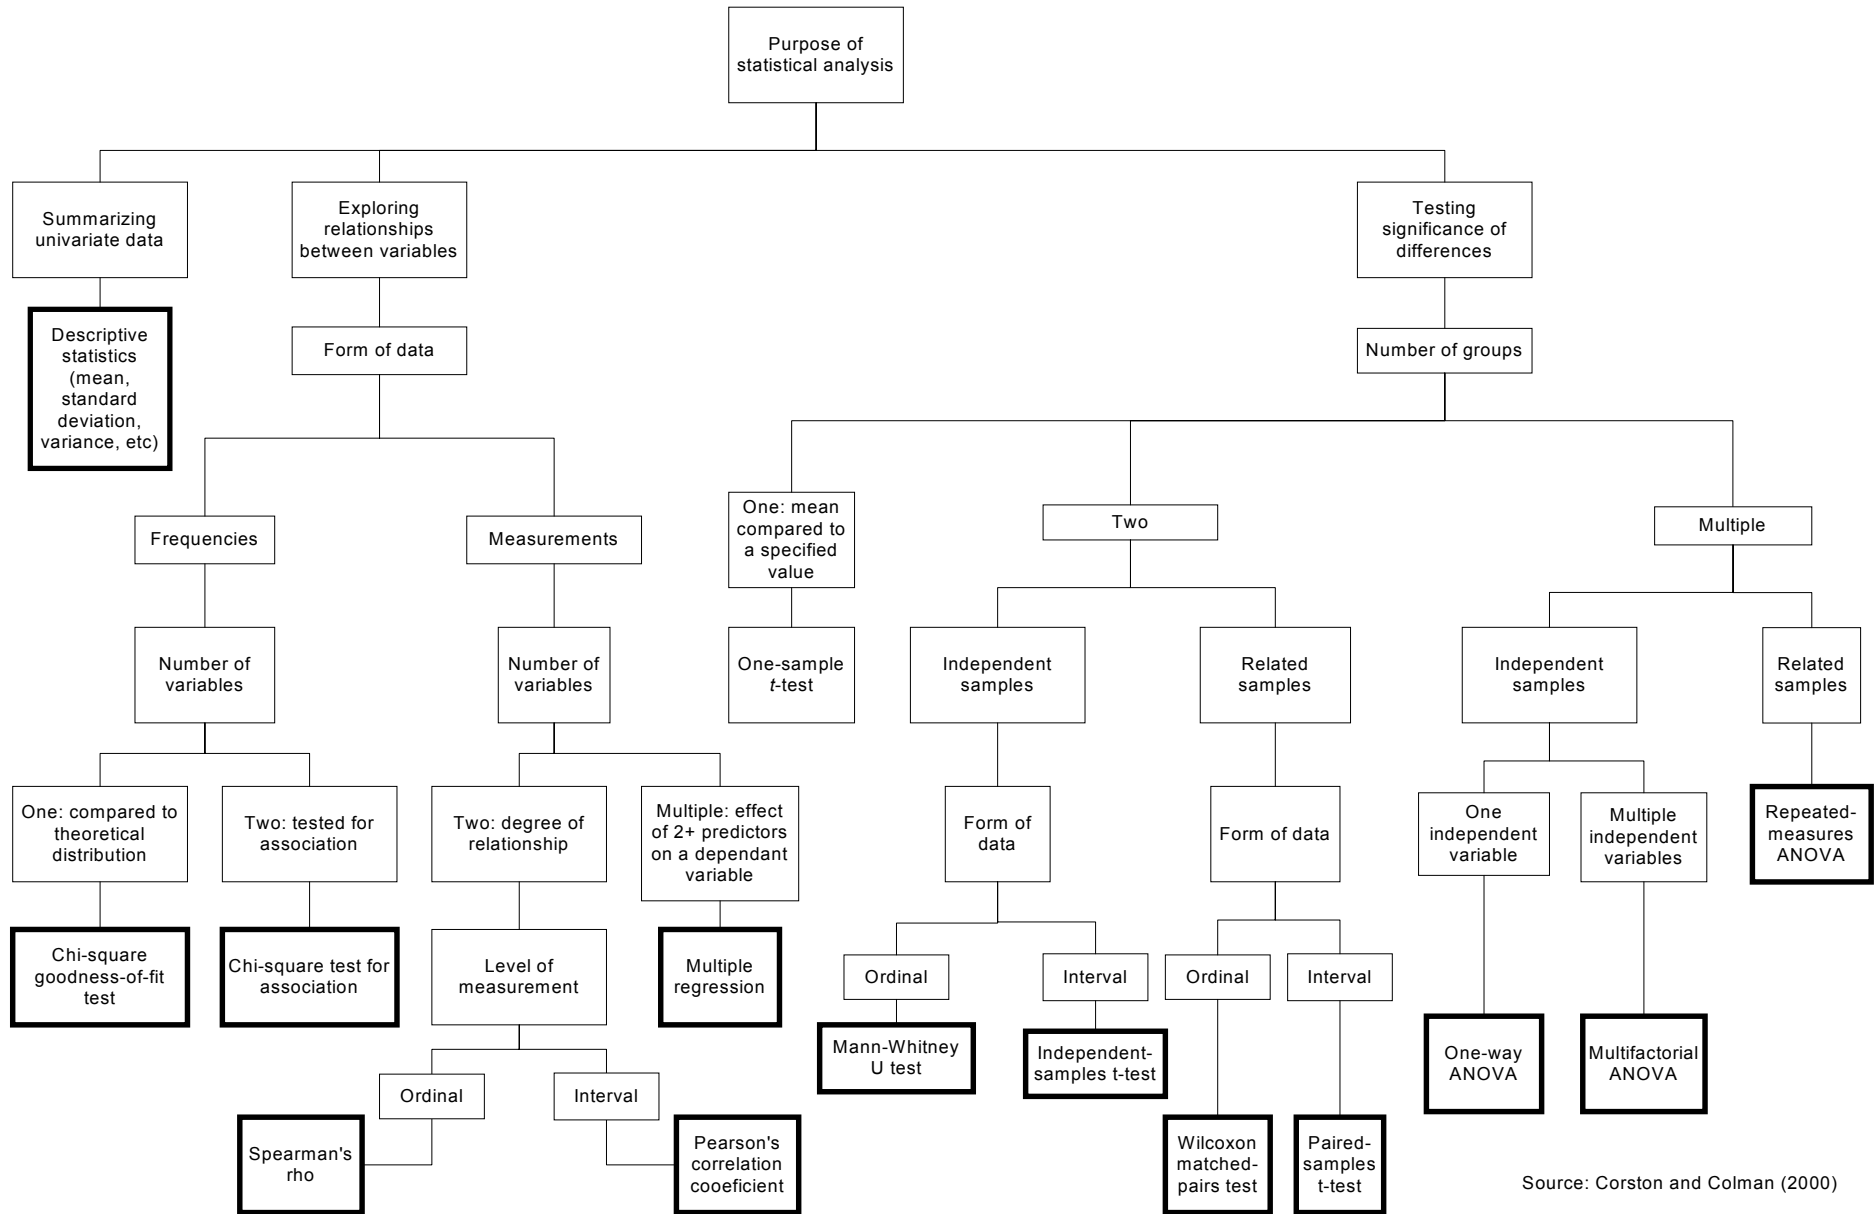 Purpose of
statistical analysis
Summarizing
univariate data
Exploring
relationships
between variables
Testing
significance of
differences
Descriptive
statistics
(mean,
standard
deviation,
variance, etc)
Form of data
Number of groups
Frequencies
Measurements
One: mean
compared to
a specified
value
Two
Multiple
Number of
variables
Number of
variables
One-sample
t-test
Independent
samples
Related
samples
Independent
samples
Related
samples
One: compared to
theoretical
distribution
Two: tested for
association
Two: degree of
relationship
Multiple: effect
of 2+ predictors
on a dependant
variable
Form of
data
Form of data
One
independent
variable
Multiple
independent
variables
Repeated-
measures
ANOVA
Chi-square
goodness-of-fit
test
Chi-square test for
association
Level of
measurement
Multiple
regression
Ordinal
Interval
Ordinal
Interval
Mann-Whitney
U test
Independent-
samples t-test
One-way
ANOVA
Multifactorial
ANOVA
Ordinal
Interval
Spearman's
rho
Pearson's
correlation
cooeficient
Wilcoxon
matched-
pairs test
Paired-
samples
t-test
Source: Corston and Colman (2000)